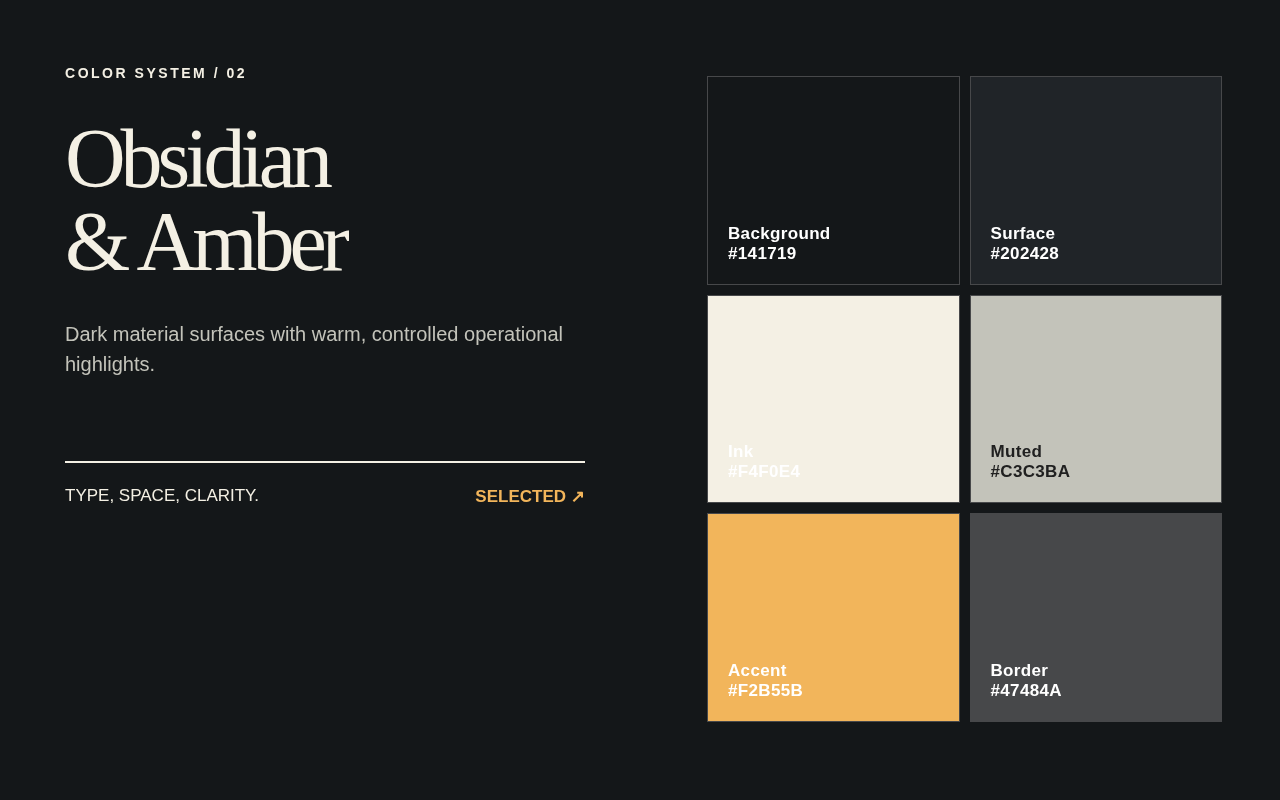 COLOR SYSTEM / 02
Obsidian
& Amber
Dark material surfaces with warm, controlled operational
highlights.
TYPE, SPACE, CLARITY.
SELECTED ↗
Background
#141719
Surface
#202428
Ink
#F4F0E4
Muted
#C3C3BA
Accent
#F2B55B
Border
#47484A